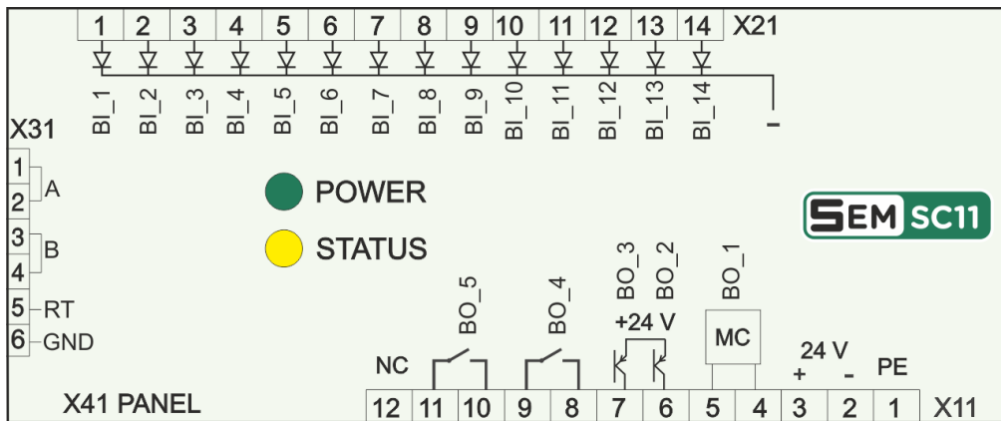 1 2 3 4 5 6 7 8 9 10 11 12 13 14 X21
BI_1 BI_2 BI_3 BI_4 BI_5 BI_6 BI_7 BI_8 BI_9 BI_10 BI_11 BI_12 BI_13 BI_14 -
X31
1
A
2
3
B
4
5 RT
6 GND
POWER
STATUS
SEM SC11
BO_5 BO_4 BO_3 BO_2 BO_1
+24 V
MC
24 V
NC + - PE
X41 PANEL
12 11 10 9 8 7 6 5 4 3 2 1 X11